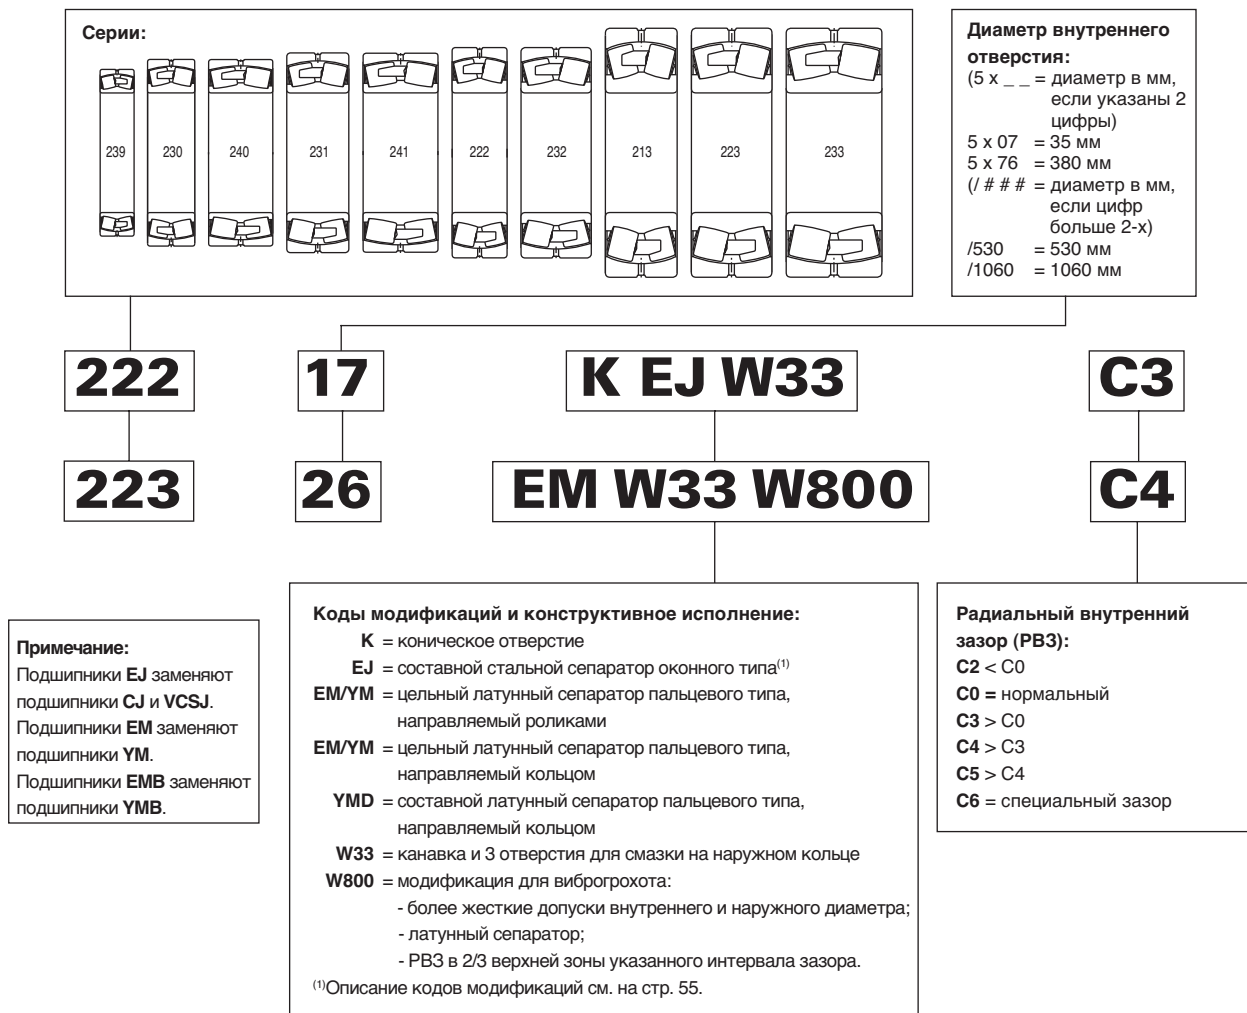 Серии:
239
230
240
231
241
222
232
213
223
233
Диаметр внутреннего
отверстия:
(5 x _ _ = диаметр в мм,
если указаны 2
цифры)
5 x 07 = 35 мм
5 x 76 = 380 мм
(/ # # # = диаметр в мм,
если цифр
больше 2-х)
/530 = 530 мм
/1060 = 1060 мм
222
17
K EJ W33
C3
223
26
EM W33 W800
C4
Примечание:
Подшипники EJ заменяют
подшипники CJ и VCSJ.
Подшипники EM заменяют
подшипники YM.
Подшипники EMB заменяют
подшипники YMB.
Коды модификаций и конструктивное исполнение:
K = коническое отверстие
EJ = составной стальной сепаратор оконного типа(1)
EM/YM = цельный латунный сепаратор пальцевого типа,
направляемый роликами
EM/YM = цельный латунный сепаратор пальцевого типа,
направляемый кольцом
YMD = составной латунный сепаратор пальцевого типа,
направляемый кольцом
W33 = канавка и 3 отверстия для смазки на наружном кольце
W800 = модификация для виброгрохота:
- более жесткие допуски внутреннего и наружного диаметра;
- латунный сепаратор;
- РВЗ в 2/3 верхней зоны указанного интервала зазора.
(1)Описание кодов модификаций см. на стр. 55.
Радиальный внутренний
зазор (РВЗ):
C2 < C0
C0 = нормальный
C3 > C0
C4 > C3
C5 > C4
C6 = специальный зазор